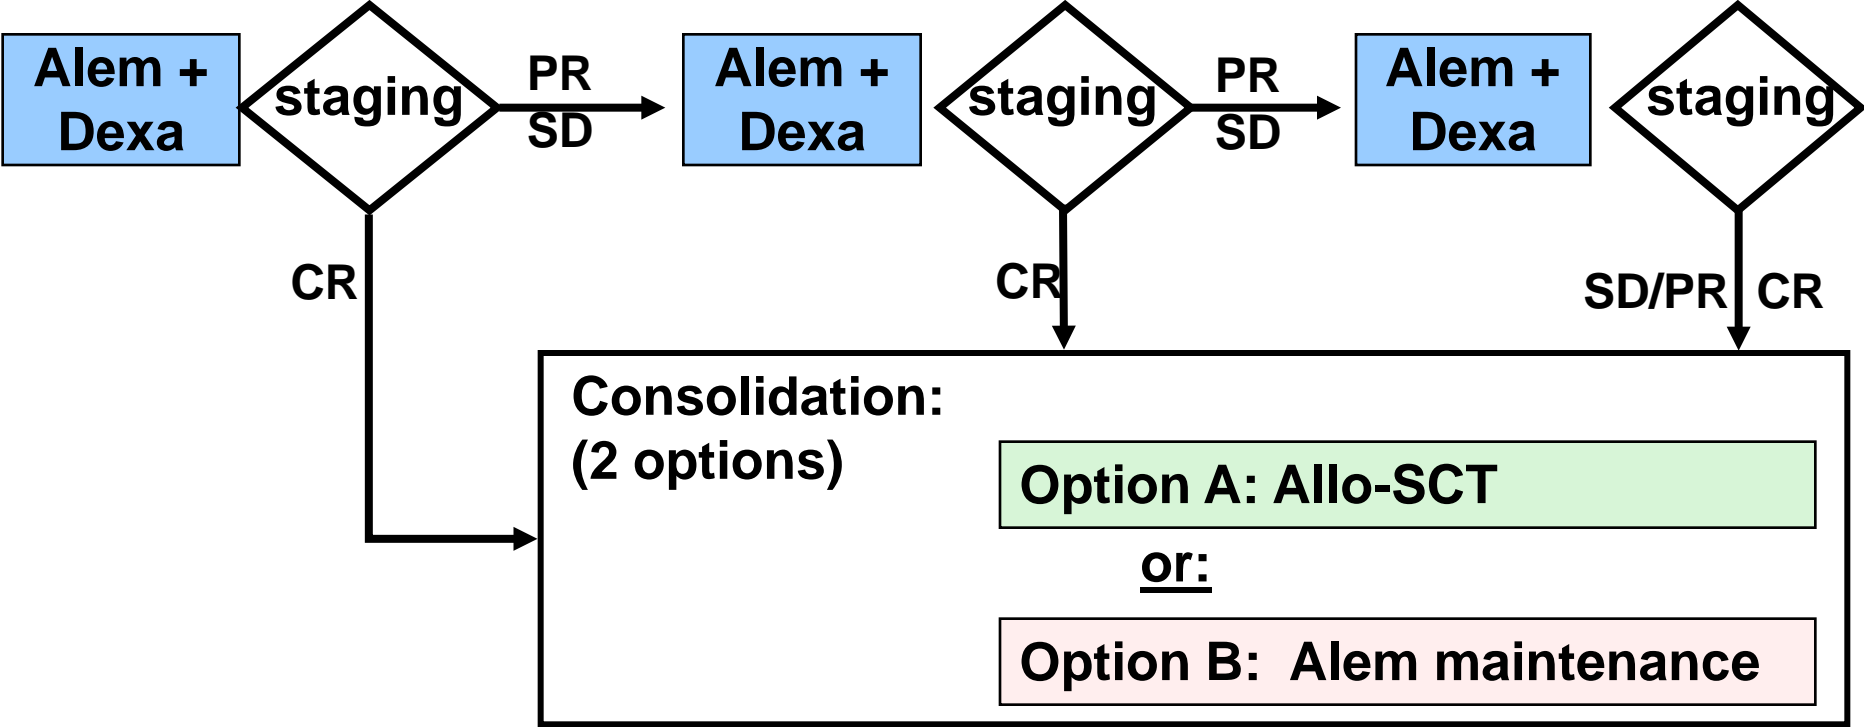 Alem +
Dexa
staging
PR
SD
Alem +
Dexa
staging
PR
SD
Alem +
Dexa
staging
CR
CR
SD/PR CR
Consolidation:
(2 options)
Option A: Allo-SCT
or:
Option B: Alem maintenance